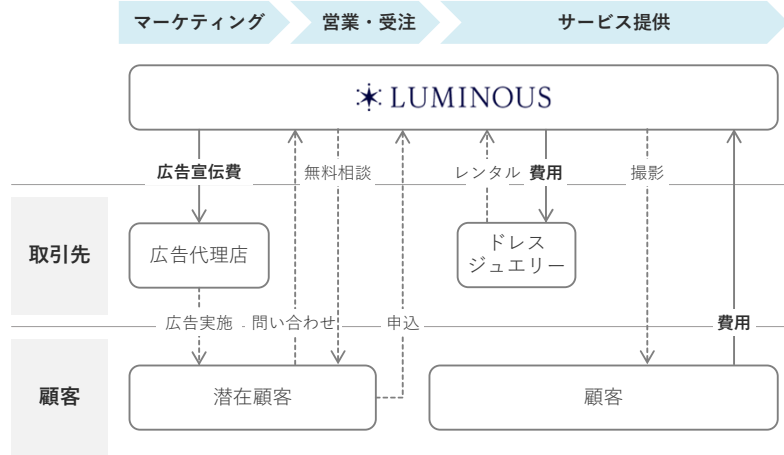 マーケティング
営業・受注
サービス提供
LUMINOUS
広告宣伝費
無料相談
レンタル
費用
撮影
取引先
広告代理店
ドレス
ジュエリー
広告実施
問い合わせ
申込
費用
顧客
潜在顧客
顧客